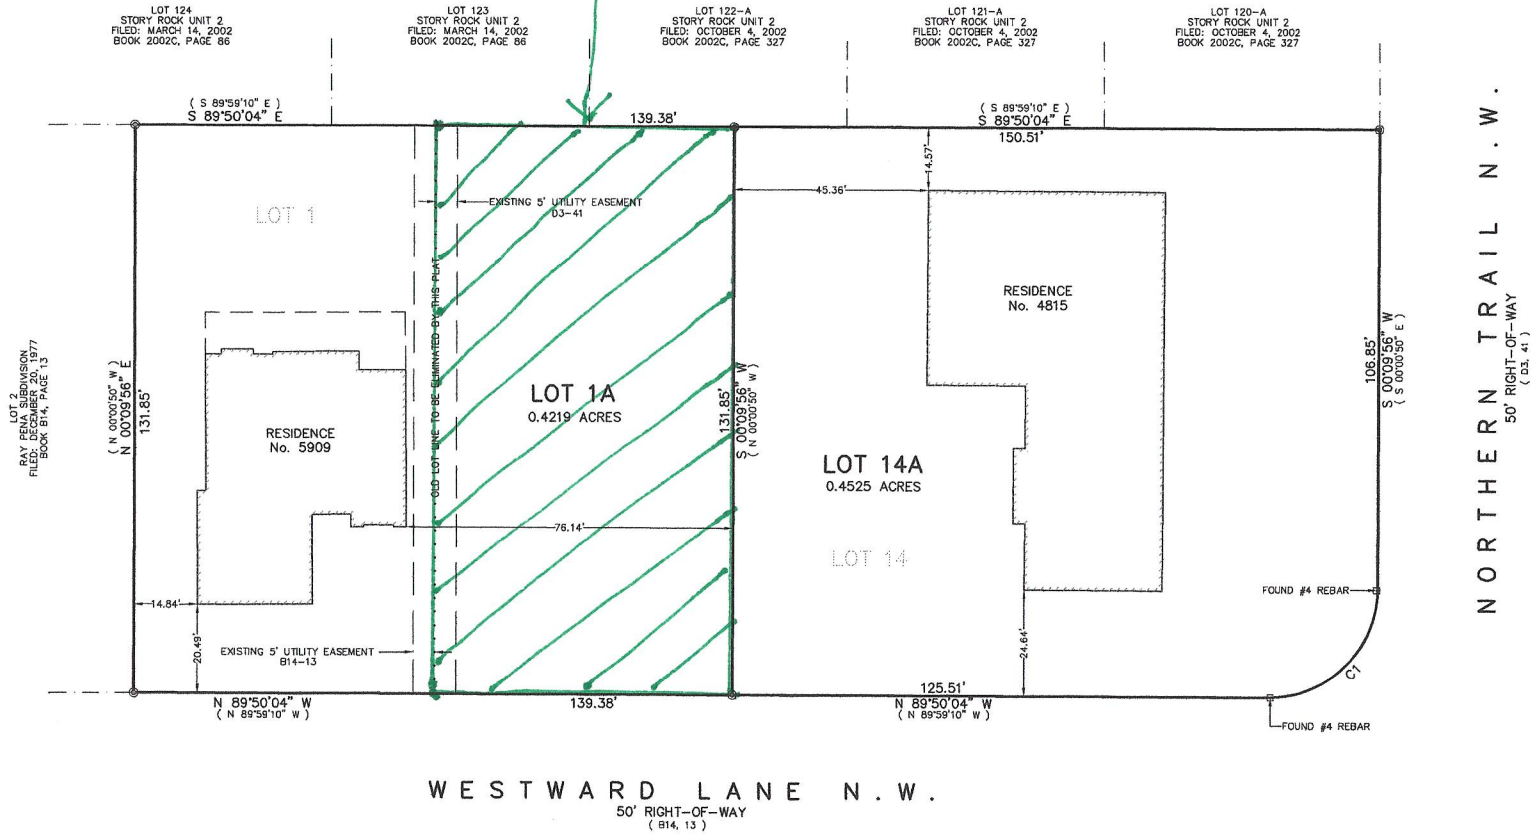 LOT 124
STORY ROCK UNIT 2
FILED: MARCH 14, 2002
BOOK 2002C, PAGE 86
LOT 123
STORY ROCK UNIT 2
FILED: MARCH 14, 2002
BOOK 2002C, PAGE 86
LOT 122-A
STORY ROCK UNIT 2
FILED: OCTOBER 4, 2002
BOOK 2002C, PAGE 327
LOT 121-A
STORY ROCK UNIT 2
FILED: OCTOBER 4, 2002
BOOK 2002C, PAGE 327
LOT 120-A
STORY ROCK UNIT 2
FILED: OCTOBER 4, 2002
BOOK 2002C, PAGE 327
( S 89°59'10" E )
S 89°50'04" E
139.38'
( S 89°59'10" E )
S 89°50'04" E
150.51'
14.57'
45.36'
EXISTING 5' UTILITY EASEMENT
D3-41
LOT 1
OLD LOT LINE TO BE ELIMINATED BY THIS PLAT
RESIDENCE
No. 4815
LOT 2
RAY PENA SUBDIVISION
FILED: DECEMBER 20, 1977
BOOK B14, PAGE 13
( N 00°00'50" W )
N 00°09'56" E
131.85'
RESIDENCE
No. 5909
LOT 1A
0.4219 ACRES
131.85'
S 00°09'56" W
( N 00°00'50" W )
LOT 14A
0.4525 ACRES
LOT 14
76.14'
106.85'
S 00°09'56" W
( S 00°00'50" E )
NORTHERN TRAIL N.W.
50' RIGHT-OF-WAY
( D3, 41 )
FOUND #4 REBAR
14.84'
20.49'
EXISTING 5' UTILITY EASEMENT
B14-13
24.64'
C1
N 89°50'04" W
( N 89°59'10" W )
139.38'
125.51'
N 89°50'04" W
( N 89°59'10" W )
FOUND #4 REBAR
WESTWARD LANE N.W.
50' RIGHT-OF-WAY
( B14, 13 )